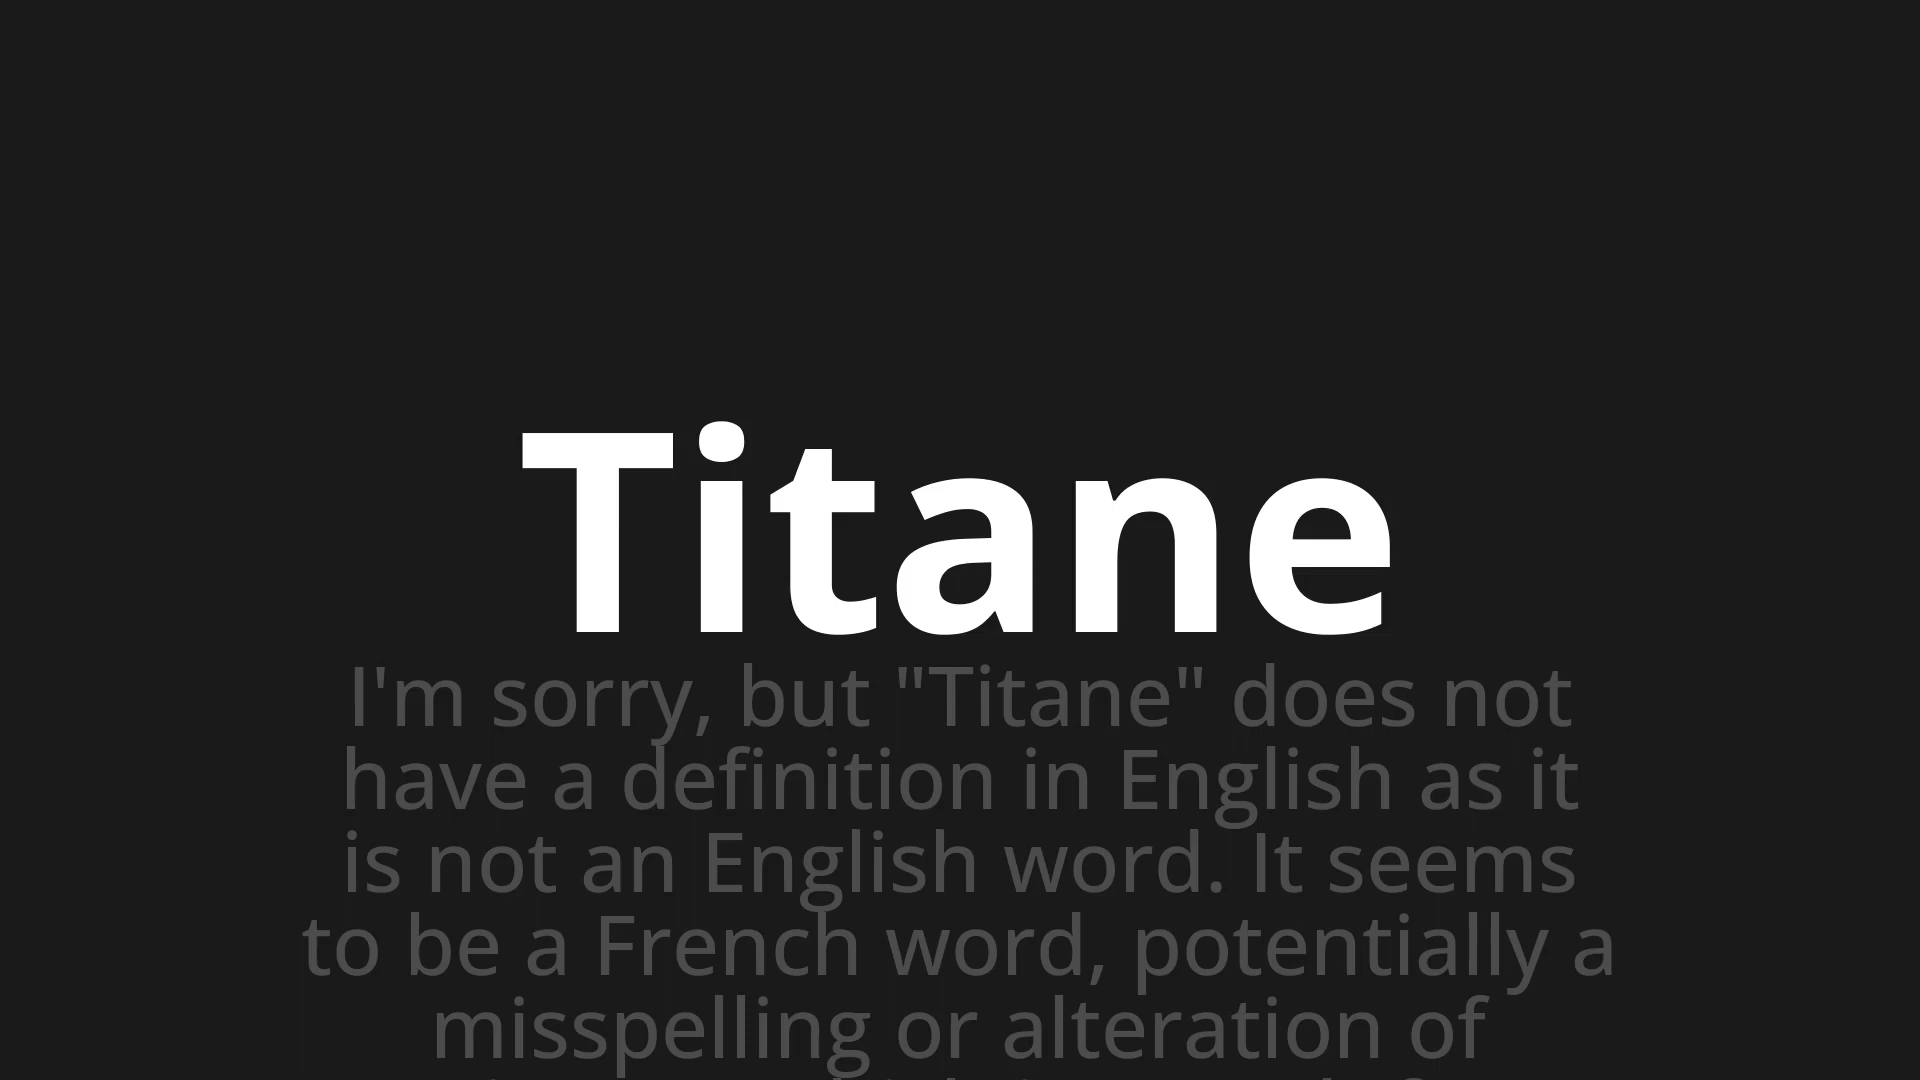 Titane
I'm sorry, but "Titane" does not
have a definition in English as it
is not an English word. It seems
to be a French word, potentially a
misspelling or alteration of